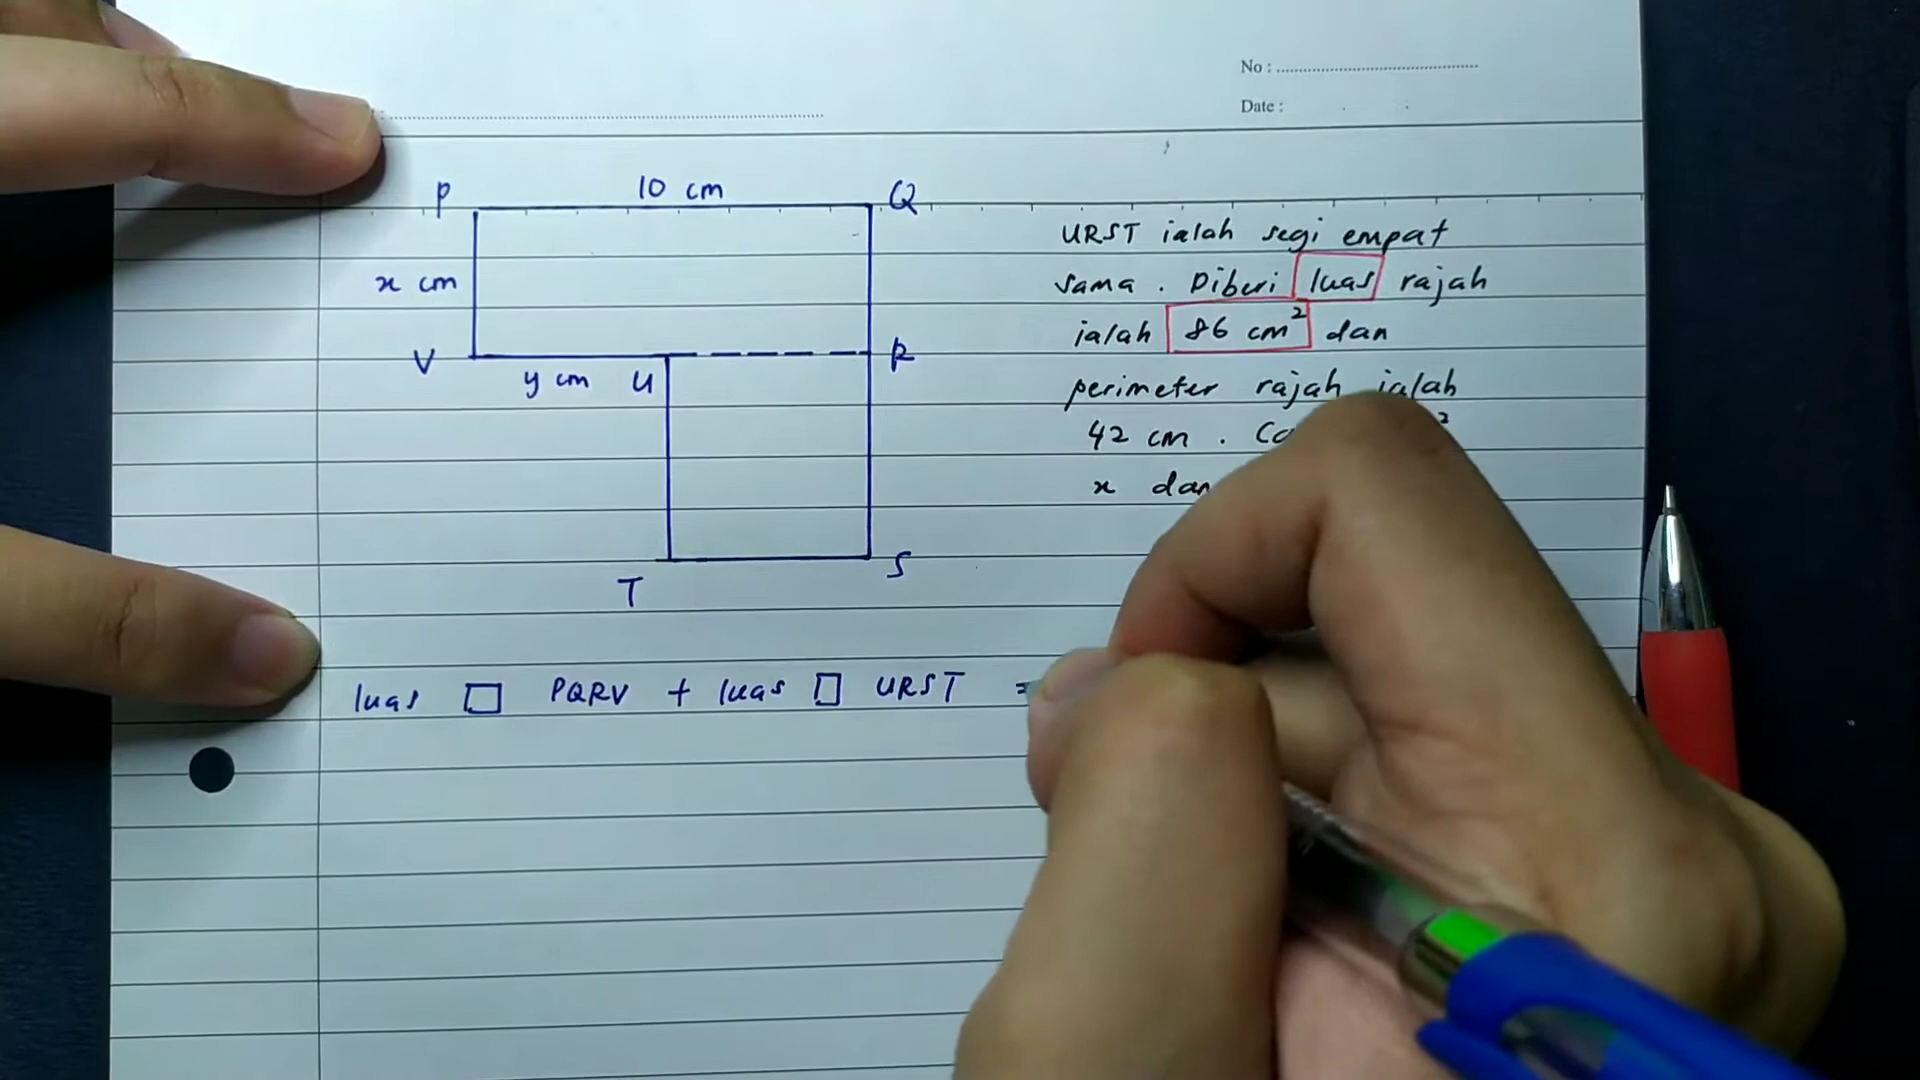 No :
Date :
P 10 cm Q
x cm
V R
y cm U
T S
URST ialah segi empat
sama . Diberi luas rajah
ialah 86 cm² dan
perimeter rajah ialah
42 cm .
x dan
luas □ PQRV + luas □ URST =